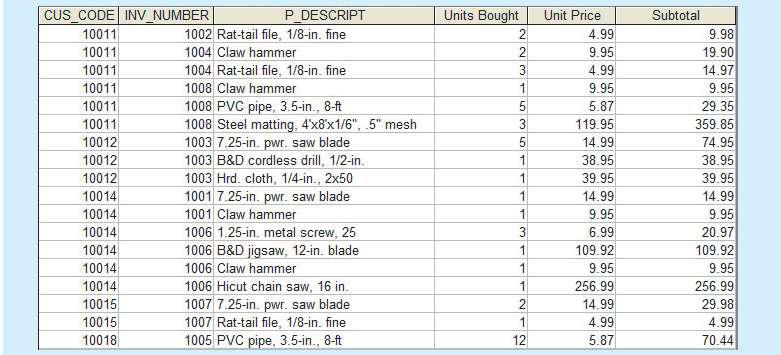 CUS_CODE INV_NUMBER P_DESCRIPT Units Bought Unit Price Subtotal
10011 1002 Rat-tail file, 1/8-in. fine 2 4.99 9.98
10011 1004 Claw hammer 2 9.95 19.90
10011 1004 Rat-tail file, 1/8-in. fine 3 4.99 14.97
10011 1008 Claw hammer 1 9.95 9.95
10011 1008 PVC pipe, 3.5-in., 8-ft 5 5.87 29.35
10011 1008 Steel matting, 4'x8'x1/6", .5" mesh 3 119.95 359.85
10012 1003 7.25-in. pwr. saw blade 5 14.99 74.95
10012 1003 B&D cordless drill, 1/2-in. 1 38.95 38.95
10012 1003 Hrd. cloth, 1/4-in., 2x50 1 39.95 39.95
10014 1001 7.25-in. pwr. saw blade 1 14.99 14.99
10014 1001 Claw hammer 1 9.95 9.95
10014 1006 1.25-in. metal screw, 25 3 6.99 20.97
10014 1006 B&D jigsaw, 12-in. blade 1 109.92 109.92
10014 1006 Claw hammer 1 9.95 9.95
10014 1006 Hicut chain saw, 16 in. 1 256.99 256.99
10015 1007 7.25-in. pwr. saw blade 2 14.99 29.98
10015 1007 Rat-tail file, 1/8-in. fine 1 4.99 4.99
10018 1005 PVC pipe, 3.5-in., 8-ft 12 5.87 70.44